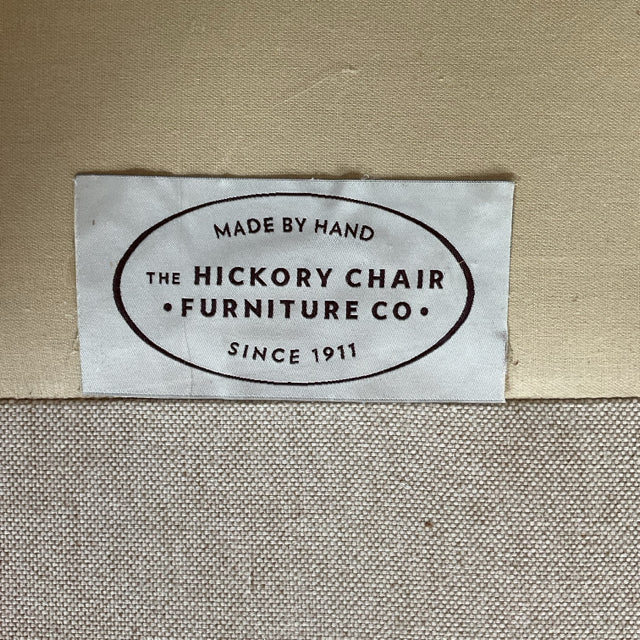 MADE BY HAND
THE HICKORY CHAIR
• FURNITURE CO •
SINCE 1911